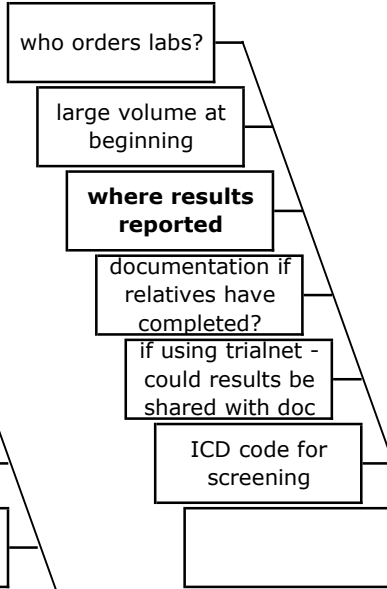 who orders labs?
large volume at
beginning
where results
reported
documentation if
relatives have
completed?
if using trialnet -
could results be
shared with doc
ICD code for
screening